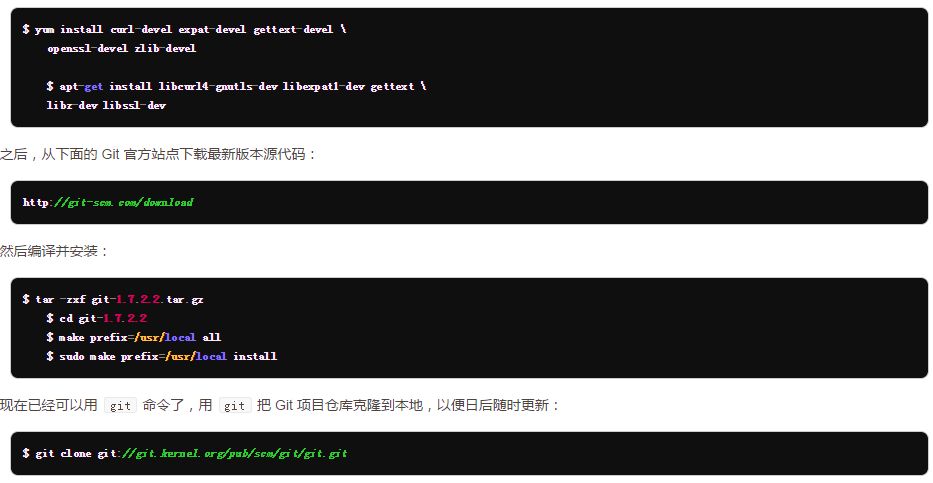 $ yum install curl-devel expat-devel gettext-devel \
openssl-devel zlib-devel
$ apt-get install libcurl4-gnutls-dev libexpat1-dev gettext \
libz-dev libssl-dev
之后，从下面的 Git 官方站点下载最新版本源代码：
http://git-scm.com/download
然后编译并安装：
$ tar -zxf git-1.7.2.2.tar.gz
$ cd git-1.7.2.2
$ make prefix=/usr/local all
$ sudo make prefix=/usr/local install
现在已经可以用 git 命令了，用 git 把 Git 项目仓库克隆到本地，以便日后随时更新：
$ git clone git://git.kernel.org/pub/scm/git/git.git